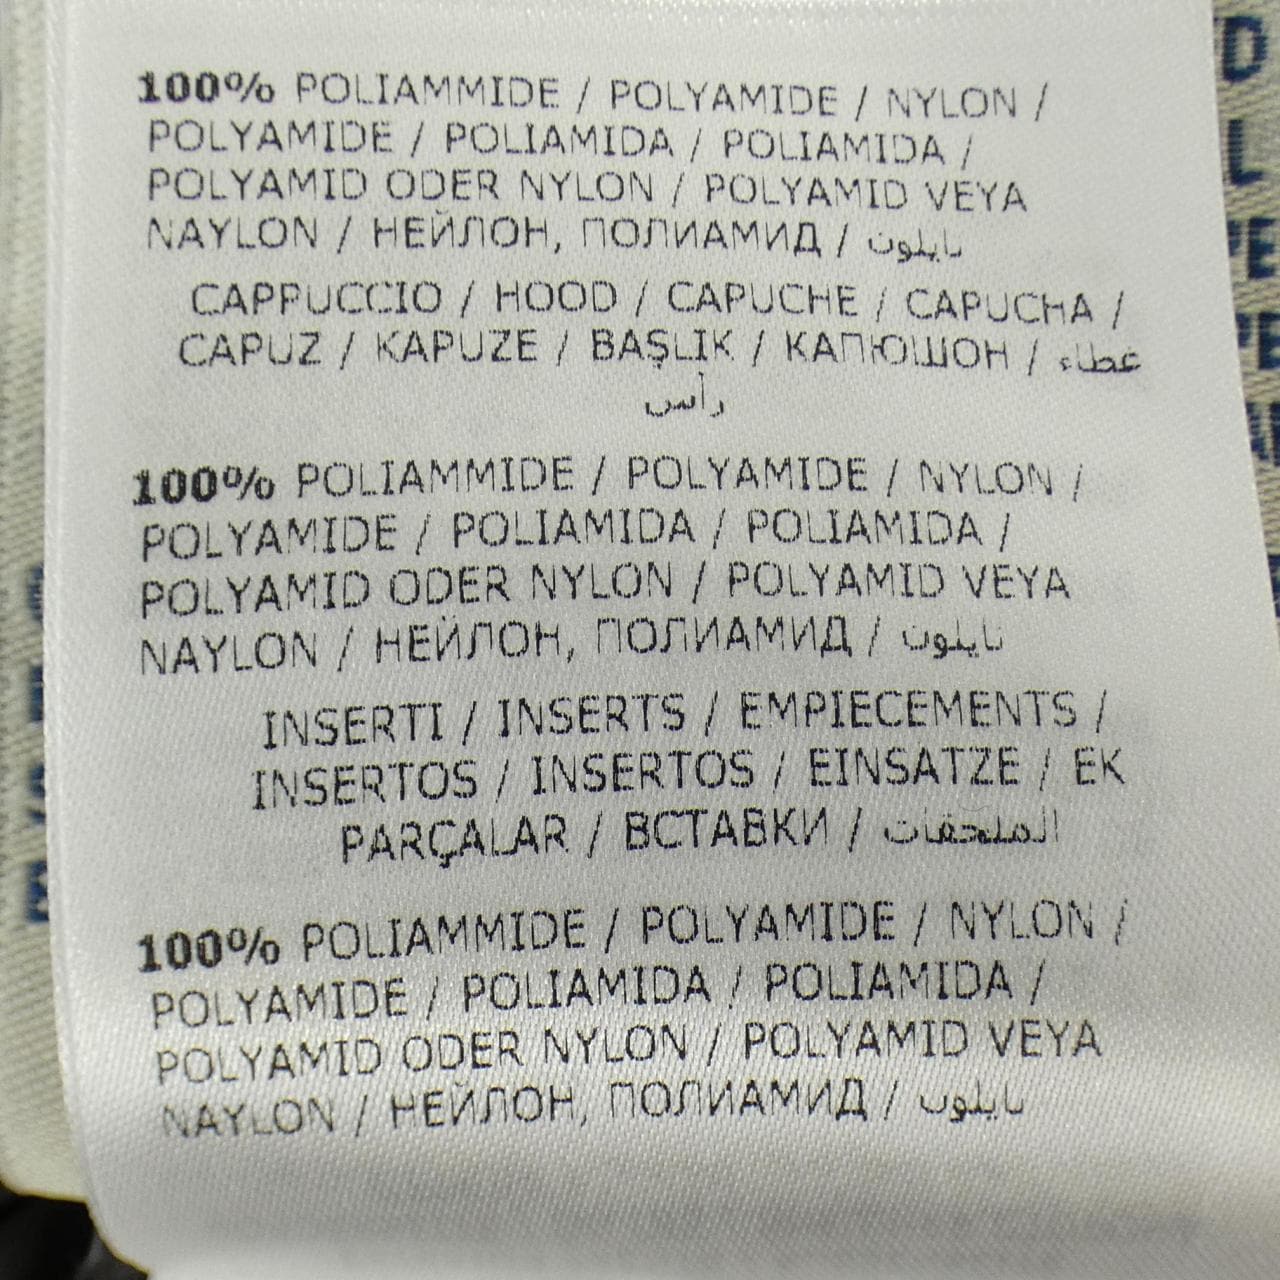 100% POLIAMMIDE / POLYAMIDE / NYLON /
POLYAMIDE / POLIAMIDA / POLIAMIDA /
POLYAMID ODER NYLON / POLYAMID VEYA
NAYLON / НЕЙЛОН, ПОЛИАМИД / نايلون
CAPPUCCIO / HOOD / CAPUCHE / CAPUCHA /
CAPUZ / KAPUZE / BAŞLIK / КАПЮШОН / غطاء
رأس
100% POLIAMMIDE / POLYAMIDE / NYLON /
POLYAMIDE / POLIAMIDA / POLIAMIDA /
POLYAMID ODER NYLON / POLYAMID VEYA
NAYLON / НЕЙЛОН, ПОЛИАМИД / نايلون
INSERTI / INSERTS / EMPIECEMENTS /
INSERTOS / INSERTOS / EINSATZE / EK
PARÇALAR / ВСТАВКИ / الملحقات
100% POLIAMMIDE / POLYAMIDE / NYLON /
POLYAMIDE / POLIAMIDA / POLIAMIDA /
POLYAMID ODER NYLON / POLYAMID VEYA
NAYLON / НЕЙЛОН, ПОЛИАМИД / نايلون